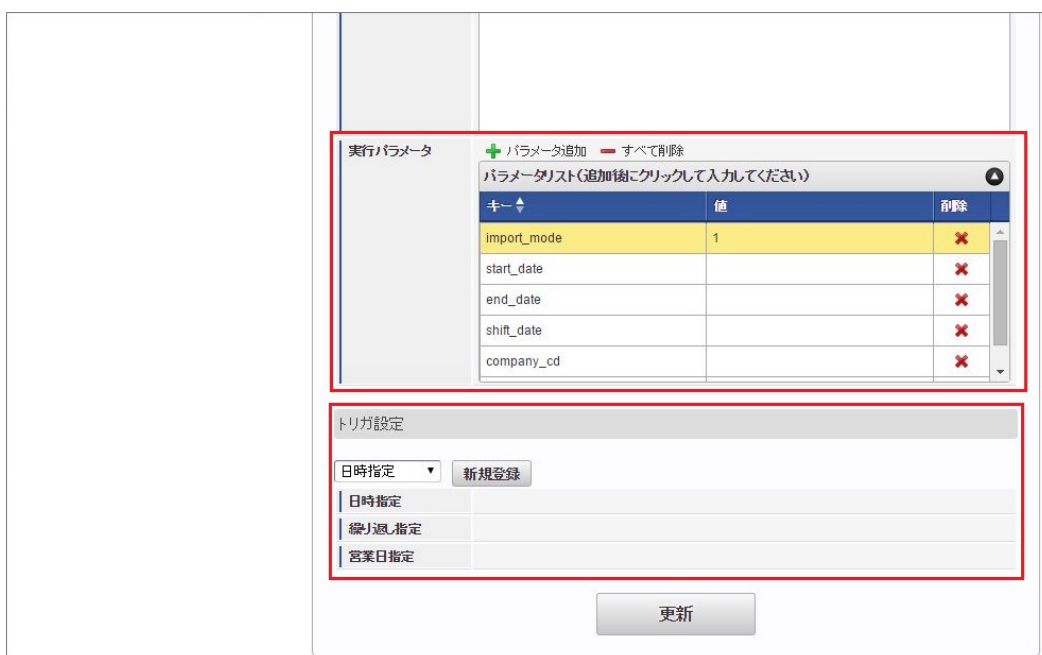 実行パラメータ
パラメータ追加 すべて削除
パラメータリスト(追加後にクリックして入力してください)
キー 値 削除
import_mode 1
start_date
end_date
shift_date
company_cd
トリガ設定
日時指定 新規登録
日時指定
繰り返し指定
営業日指定
更新